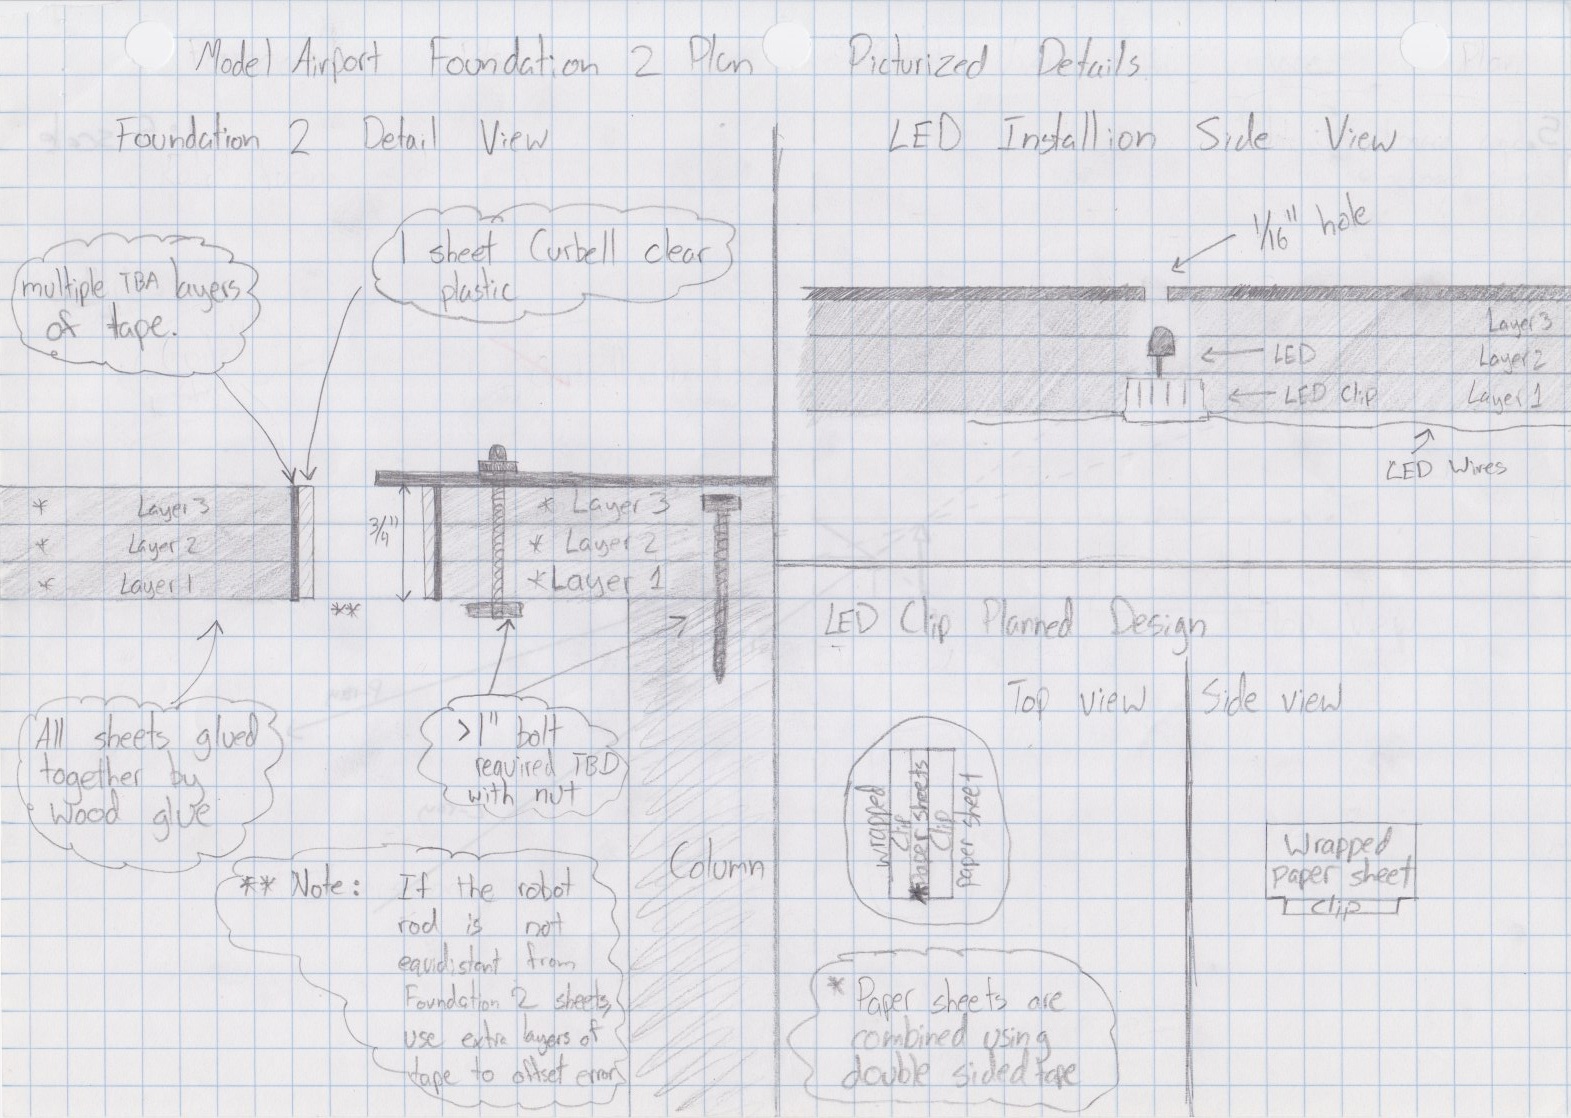 Model Airport Foundation 2 Plan Picturized Details
Foundation 2 Detail View
multiple TBA layers
of tape.
1 sheet Curbell clear
plastic
* Layer 3
* Layer 2
* Layer 1
3/4"
* Layer 3
* Layer 2
* Layer 1
**
All sheets glued
together by
Wood glue
>1" bolt
required TBD
with nut
Column
** Note: If the robot
rod is not
equidistant from
Foundation 2 sheets,
use extra layers of
tape to offset error
LED Installion Side View
1/16" hole
Layer 3
LED
Layer 2
LED Clip
Layer 1
LED Wires
LED Clip Planned Design
Top view
wrapped
clip
*Paper sheets
clip
paper sheet
* Paper sheets are
combined using
double sided tape
Side view
Wrapped
paper sheet
clip